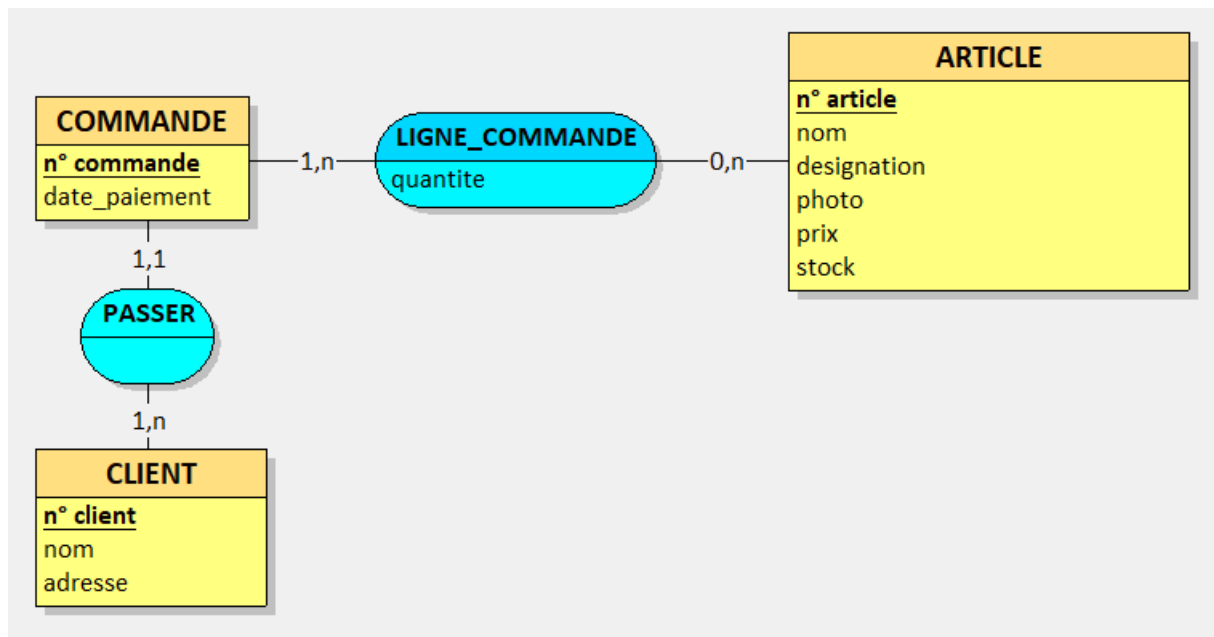 COMMANDE
n° commande
date_paiement
1,n
LIGNE_COMMANDE
quantite
0,n
ARTICLE
n° article
nom
designation
photo
prix
stock
1,1
PASSER
1,n
CLIENT
n° client
nom
adresse